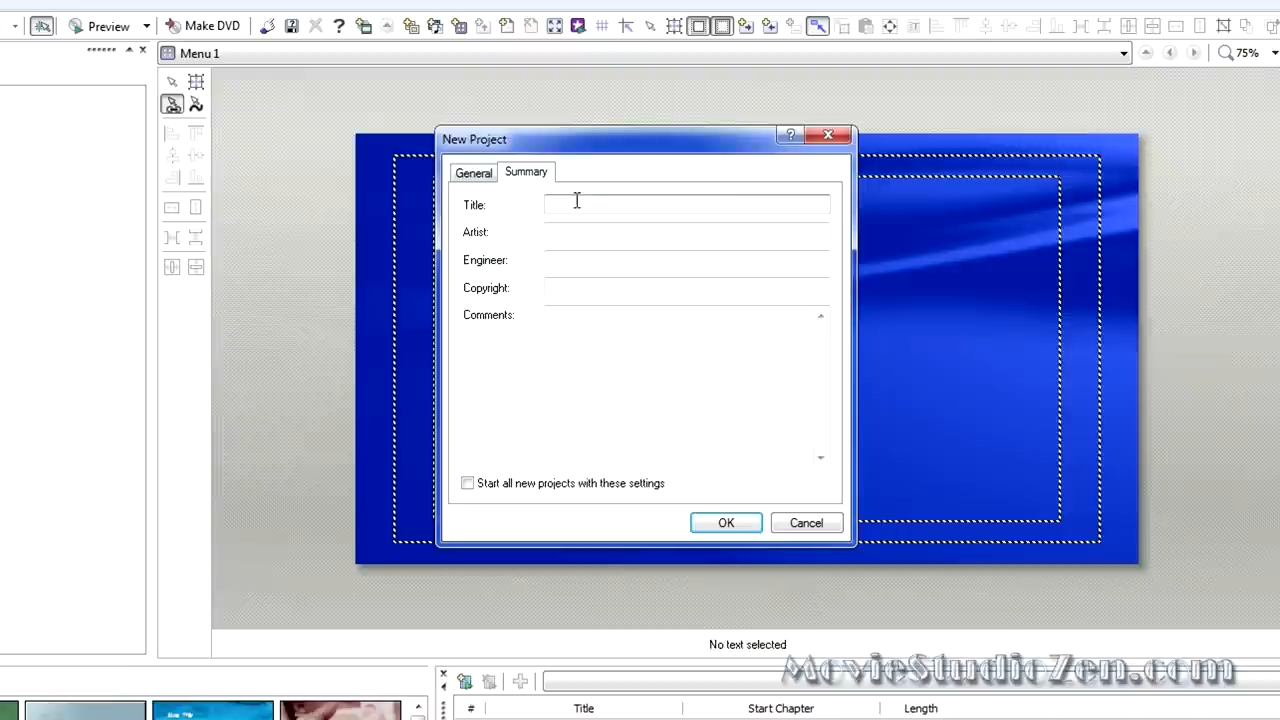 Preview
Make DVD
Menu 1
75%
New Project
General
Summary
Title:
Artist:
Engineer:
Copyright:
Comments:
Start all new projects with these settings
OK
Cancel
No text selected
MovieStudioZen.com
# Title Start Chapter Length